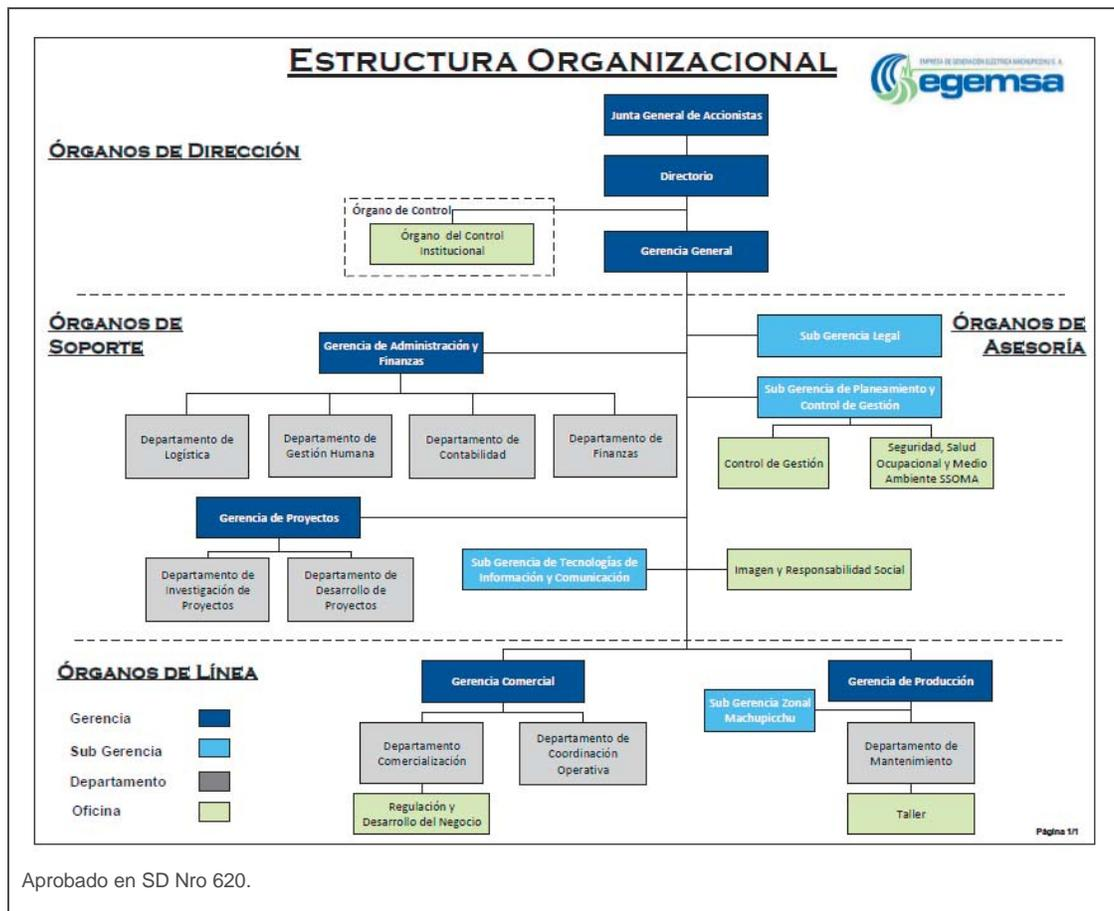 ESTRUCTURA ORGANIZACIONAL
EMPRESA DE GENERACIÓN ELÉCTRICA MACHUPICCHU S. A.
egemsa
Junta General de Accionistas
ÓRGANOS DE DIRECCIÓN
Directorio
Órgano de Control
Órgano del Control
Institucional
Gerencia General
ÓRGANOS DE
SOPORTE
ÓRGANOS DE
ASESORÍA
Sub Gerencia Legal
Gerencia de Administración y
Finanzas
Sub Gerencia de Planeamiento y
Control de Gestión
Departamento de
Logística
Departamento de
Gestión Humana
Departamento de
Contabilidad
Departamento de
Finanzas
Control de Gestión
Seguridad, Salud
Ocupacional y Medio
Ambiente SSOMA
Gerencia de Proyectos
Departamento de
Investigación de
Proyectos
Departamento de
Desarrollo de
Proyectos
Sub Gerencia de Tecnologías de
Información y Comunicación
Imagen y Responsabilidad Social
ÓRGANOS DE LÍNEA
Gerencia Comercial
Gerencia de Producción
Sub Gerencia Zonal
Machupicchu
Departamento
Comercialización
Departamento de
Coordinación
Operativa
Departamento de
Mantenimiento
Regulación y
Desarrollo del Negocio
Taller
Gerencia
Sub Gerencia
Departamento
Oficina
Página 1/1
Aprobado en SD Nro 620.